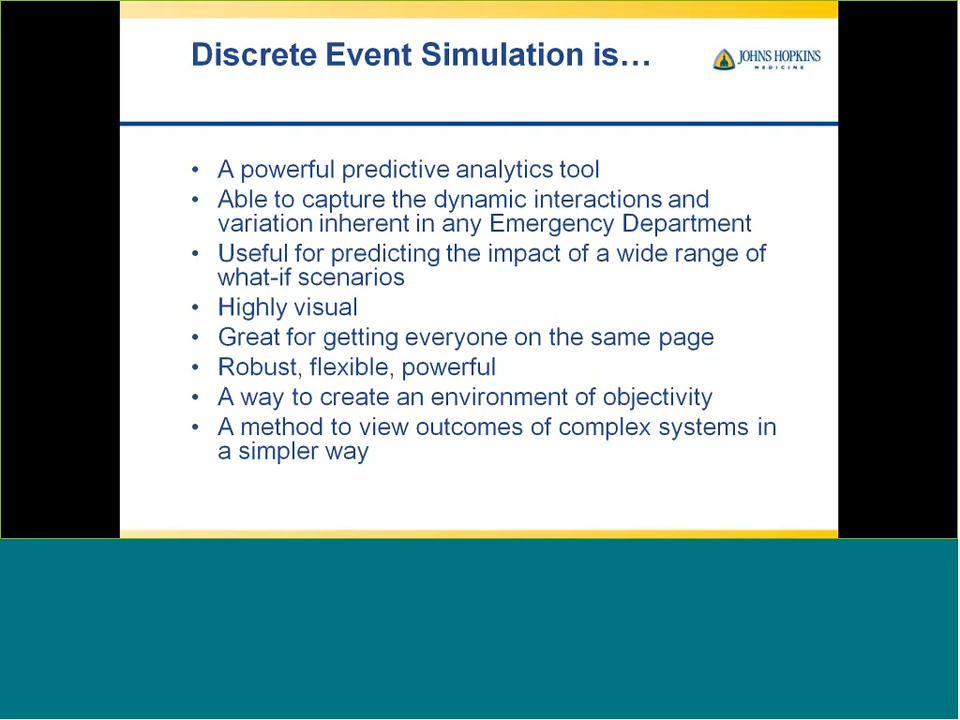 Discrete Event Simulation is…
JOHNS HOPKINS
MEDICINE
• A powerful predictive analytics tool
• Able to capture the dynamic interactions and
variation inherent in any Emergency Department
• Useful for predicting the impact of a wide range of
what-if scenarios
• Highly visual
• Great for getting everyone on the same page
• Robust, flexible, powerful
• A way to create an environment of objectivity
• A method to view outcomes of complex systems in
a simpler way